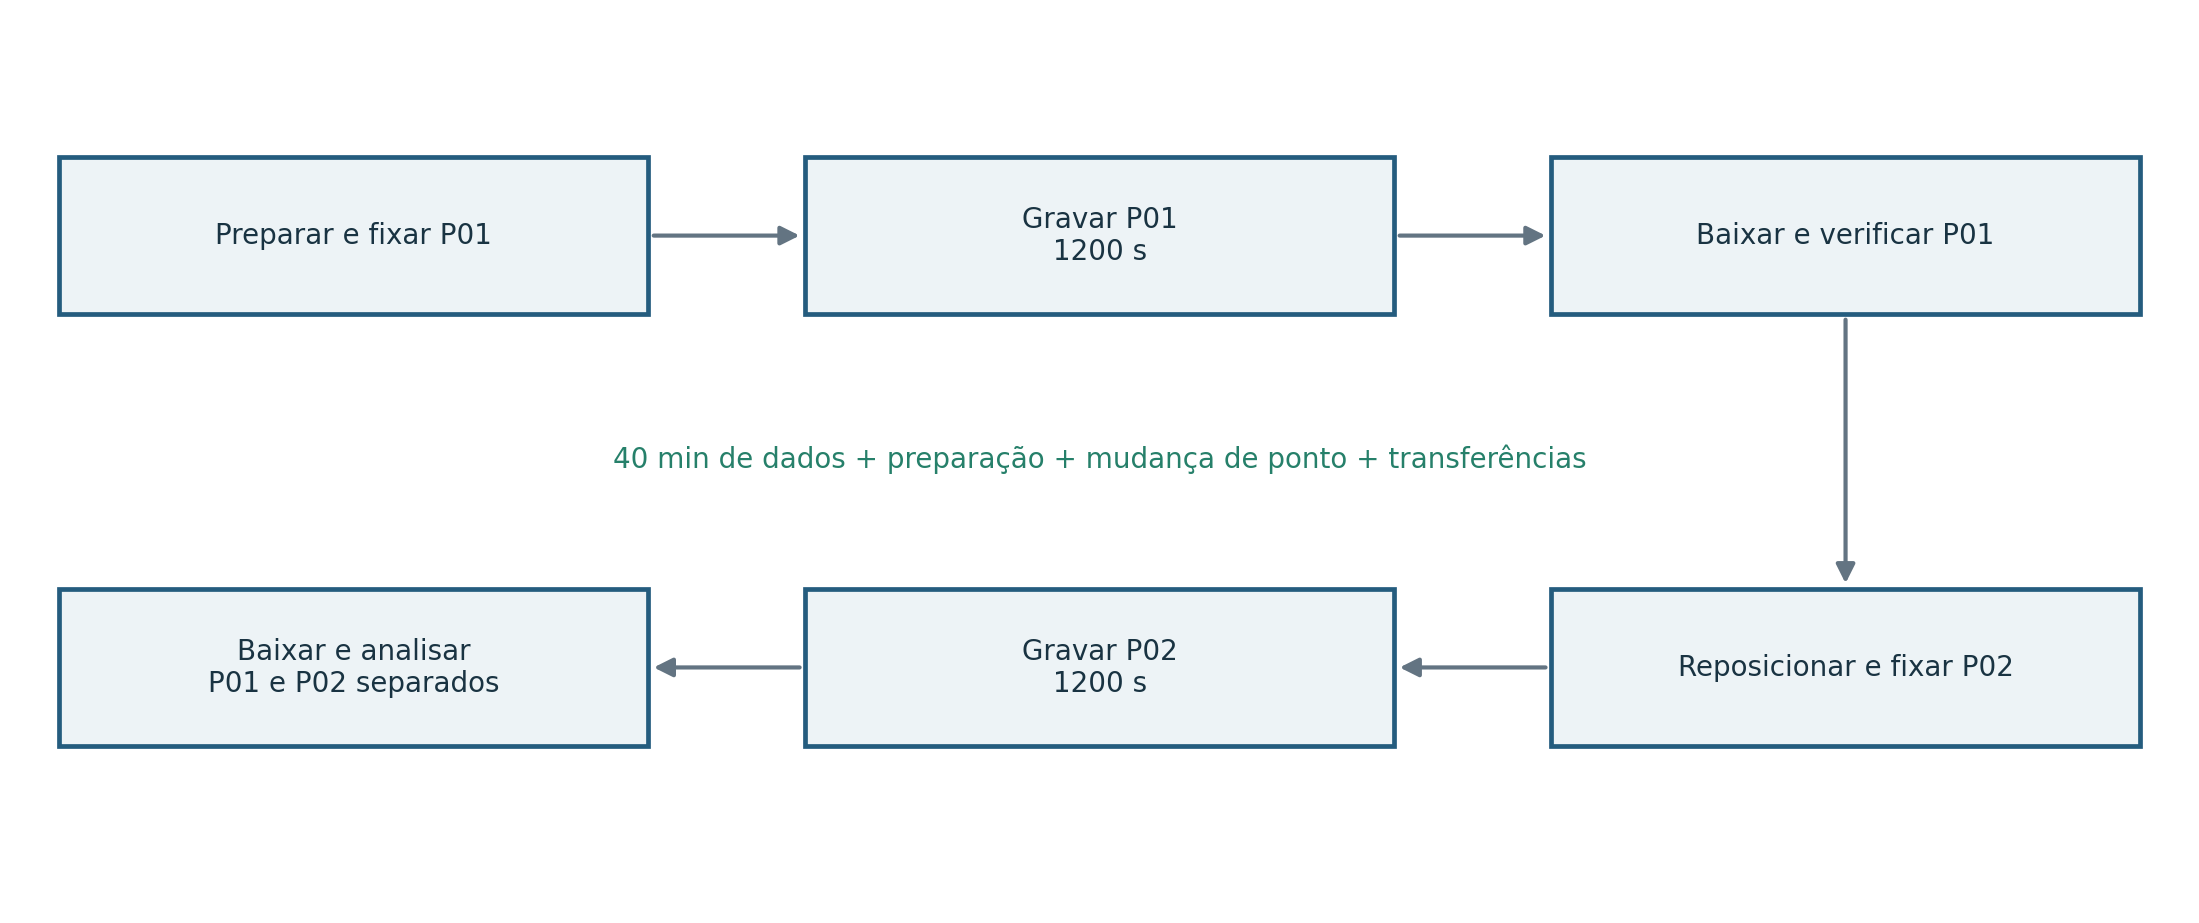 Preparar e fixar P01
Gravar P01
1200 s
Baixar e verificar P01
40 min de dados + preparação + mudança de ponto + transferências
Baixar e analisar
P01 e P02 separados
Gravar P02
1200 s
Reposicionar e fixar P02